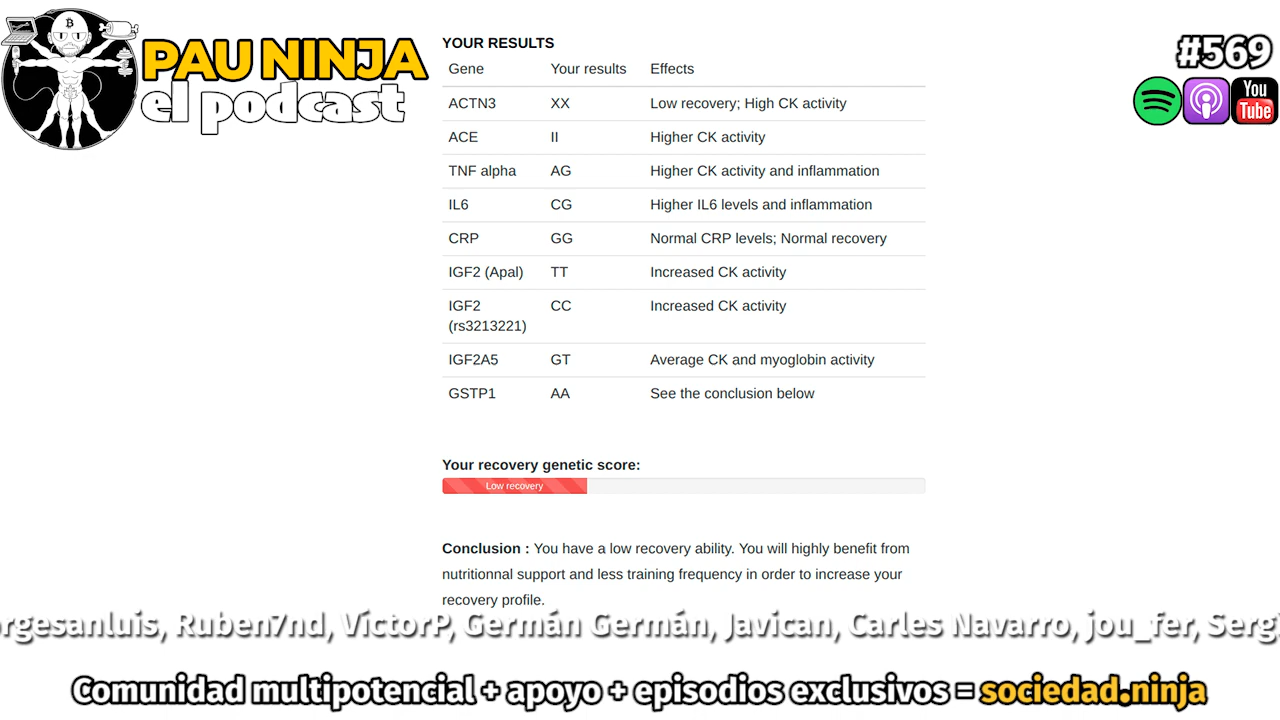 PAU NINJA
el podcast
#569
You
Tube
YOUR RESULTS
Gene Your results Effects
ACTN3 XX Low recovery; High CK activity
ACE II Higher CK activity
TNF alpha AG Higher CK activity and inflammation
IL6 CG Higher IL6 levels and inflammation
CRP GG Normal CRP levels; Normal recovery
IGF2 (Apal) TT Increased CK activity
IGF2 CC Increased CK activity
(rs3213221)
IGF2A5 GT Average CK and myoglobin activity
GSTP1 AA See the conclusion below
Your recovery genetic score:
Low recovery
Conclusion : You have a low recovery ability. You will highly benefit from
nutritionnal support and less training frequency in order to increase your
recovery profile.
orgesanluis, Ruben7nd, VíctorP, Germán Germán, Javican, Carles Navarro, jou_fer, Sergi
Comunidad multipotencial + apoyo + episodios exclusivos = sociedad.ninja